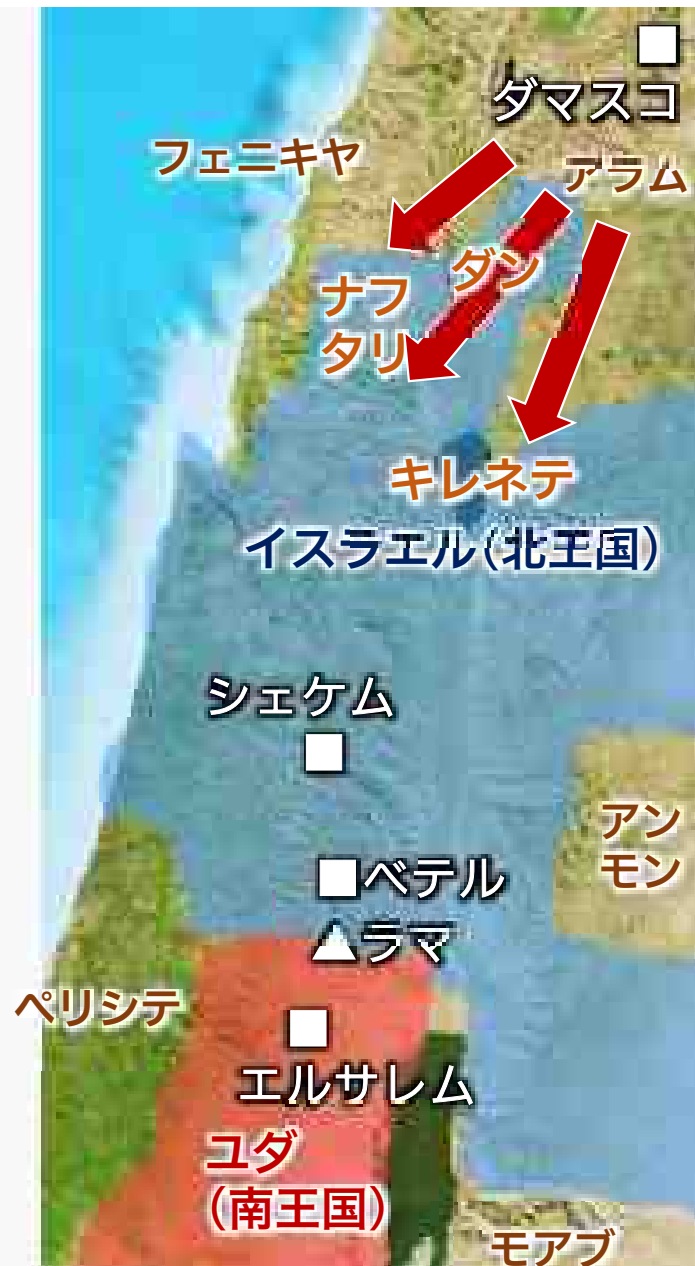 ダマスコ
フェニキヤ
アラム
ダン
ナフ
タリ
キレネテ
イスラエル（北王国）
シェケム
アン
モン
ベテル
ラマ
ペリシテ
エルサレム
ユダ
（南王国）
モアブ